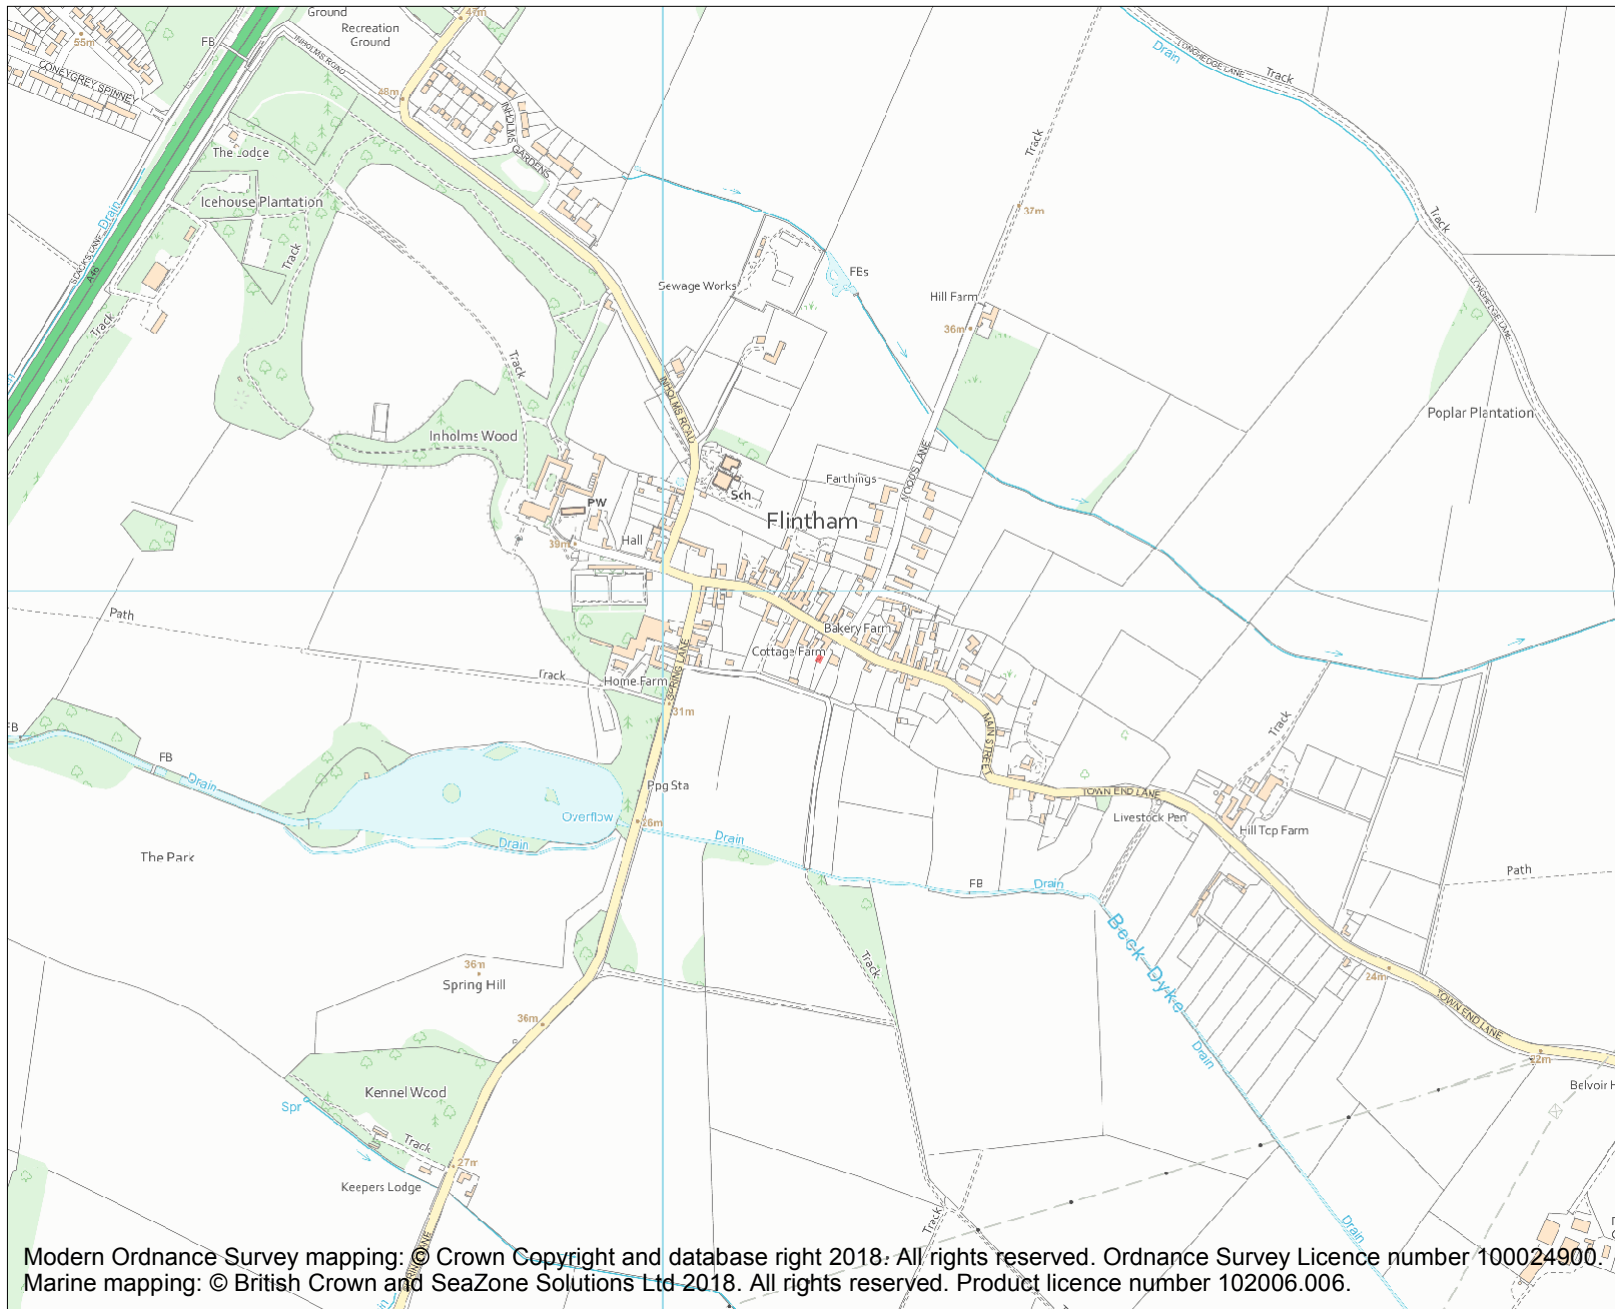 Ground
Recreation
Ground
47m
FB
55m
CONEYGREY SPINNEY
INHOLMS ROAD
48m
INHOLMS
GARDENS
Drain
LONGHEDGE LANE
Track
Track
The Lodge
Icehouse Plantation
Track
Drain
SLACKS LANE
A46
Track
37m
Track
LONGHEDGE LANE
FBs
Sewage Works
Hill Farm
36m
Track
INHOLMS ROAD
Inholms Wood
Poplar Plantation
WOODS LANE
Farthings
Sch
PW
Flintham
Hall
39m
Path
Bakery Farm
Cottage Farm
Track
Home Farm
SPRING LANE
31m
MAIN STREET
Track
FB
FB
Drain
Ppg Sta
Overflow
26m
Drain
Drain
TOWN END LANE
Livestock Pen
Hill Top Farm
The Park
FB
Drain
Path
Beck Dyke
Track
36m
Spring Hill
24m
TOWN END LANE
36m
Drain
22m
Kennel Wood
Spr
Track
27m
Keepers Lodge
Track
Drain
Modern Ordnance Survey mapping: © Crown Copyright and database right 2018. All rights reserved. Ordnance Survey Licence number 100024900.
Marine mapping: © British Crown and SeaZone Solutions Ltd 2018. All rights reserved. Product licence number 102006.006.